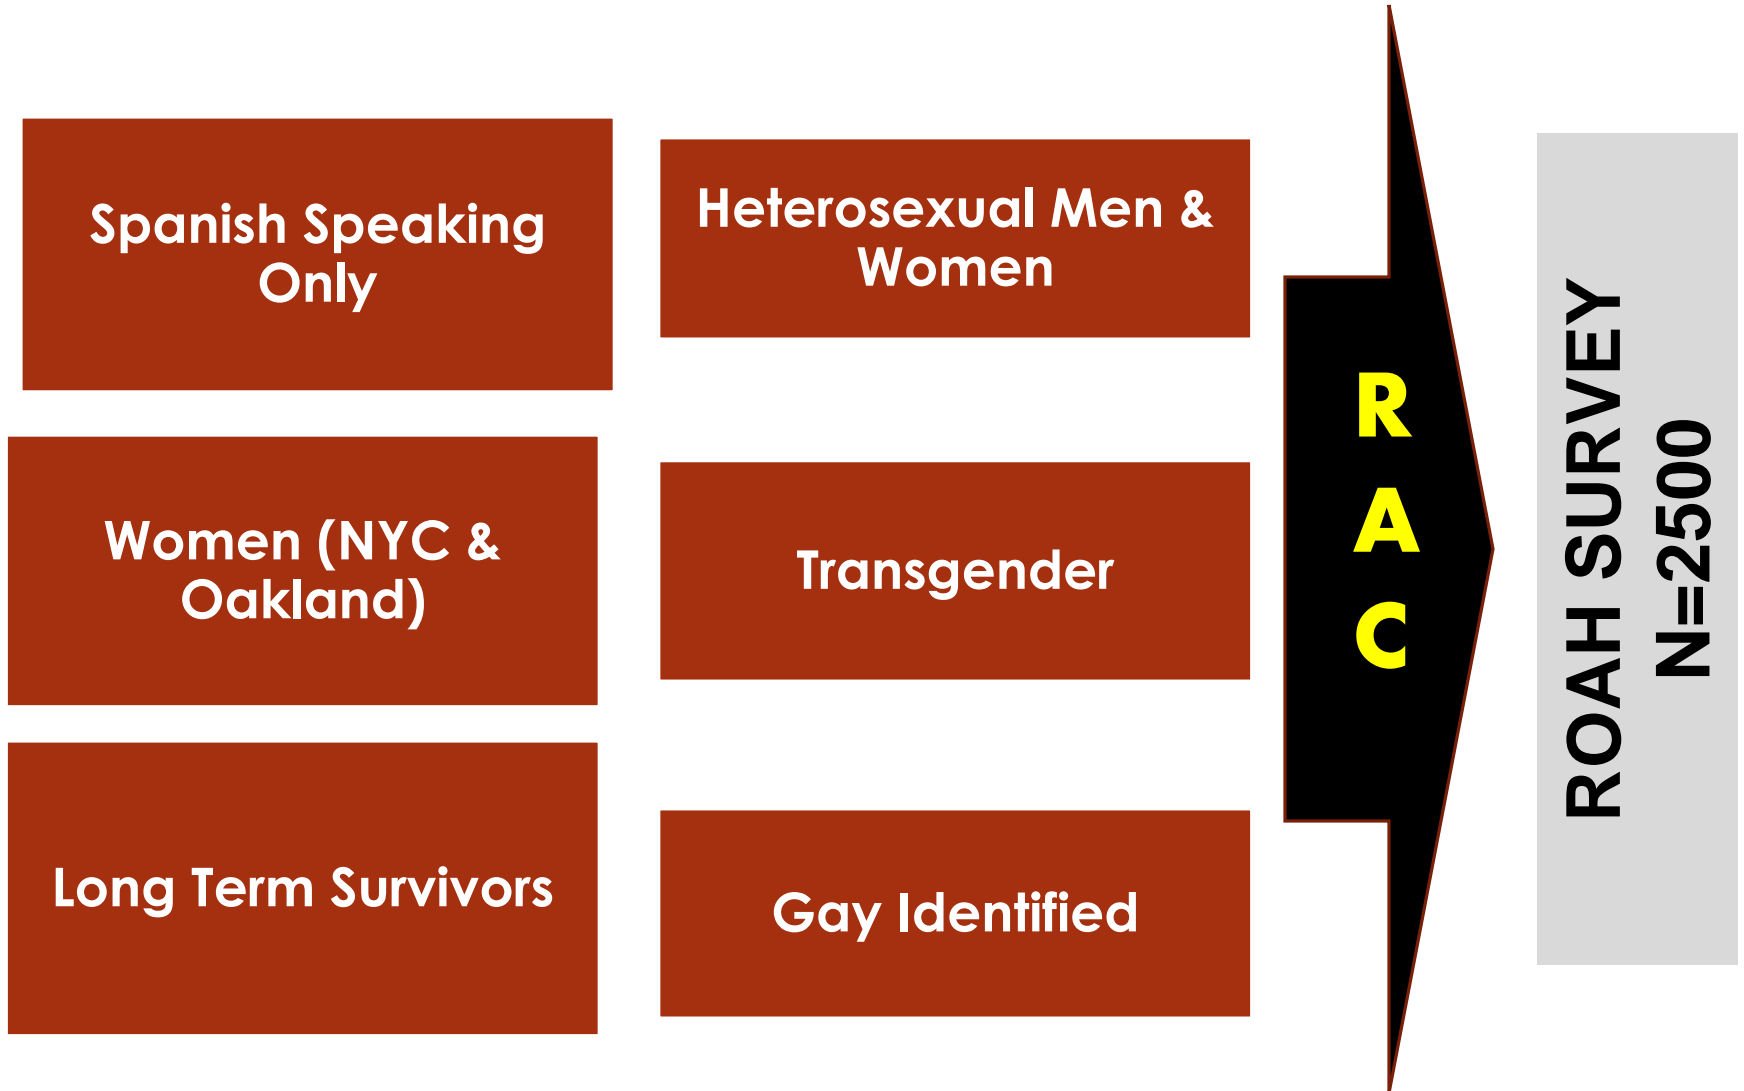 Spanish Speaking
Only
Heterosexual Men &
Women
Women (NYC &
Oakland)
Transgender
Long Term Survivors
Gay Identified
R
A
C
ROAH SURVEY
N=2500